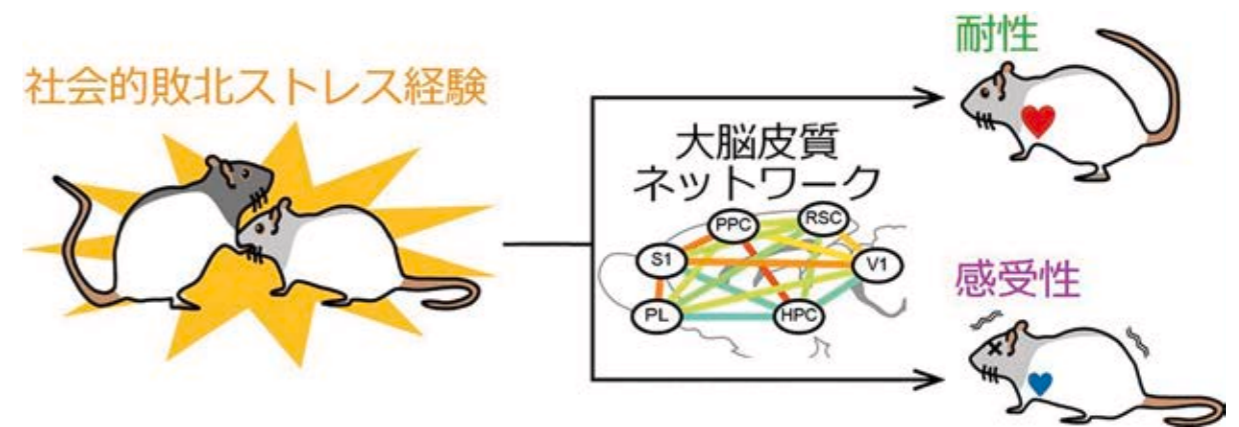 社会的敗北ストレス経験
大脳皮質
ネットワーク
PPC
RSC
S1
V1
PL
HPC
耐性
感受性